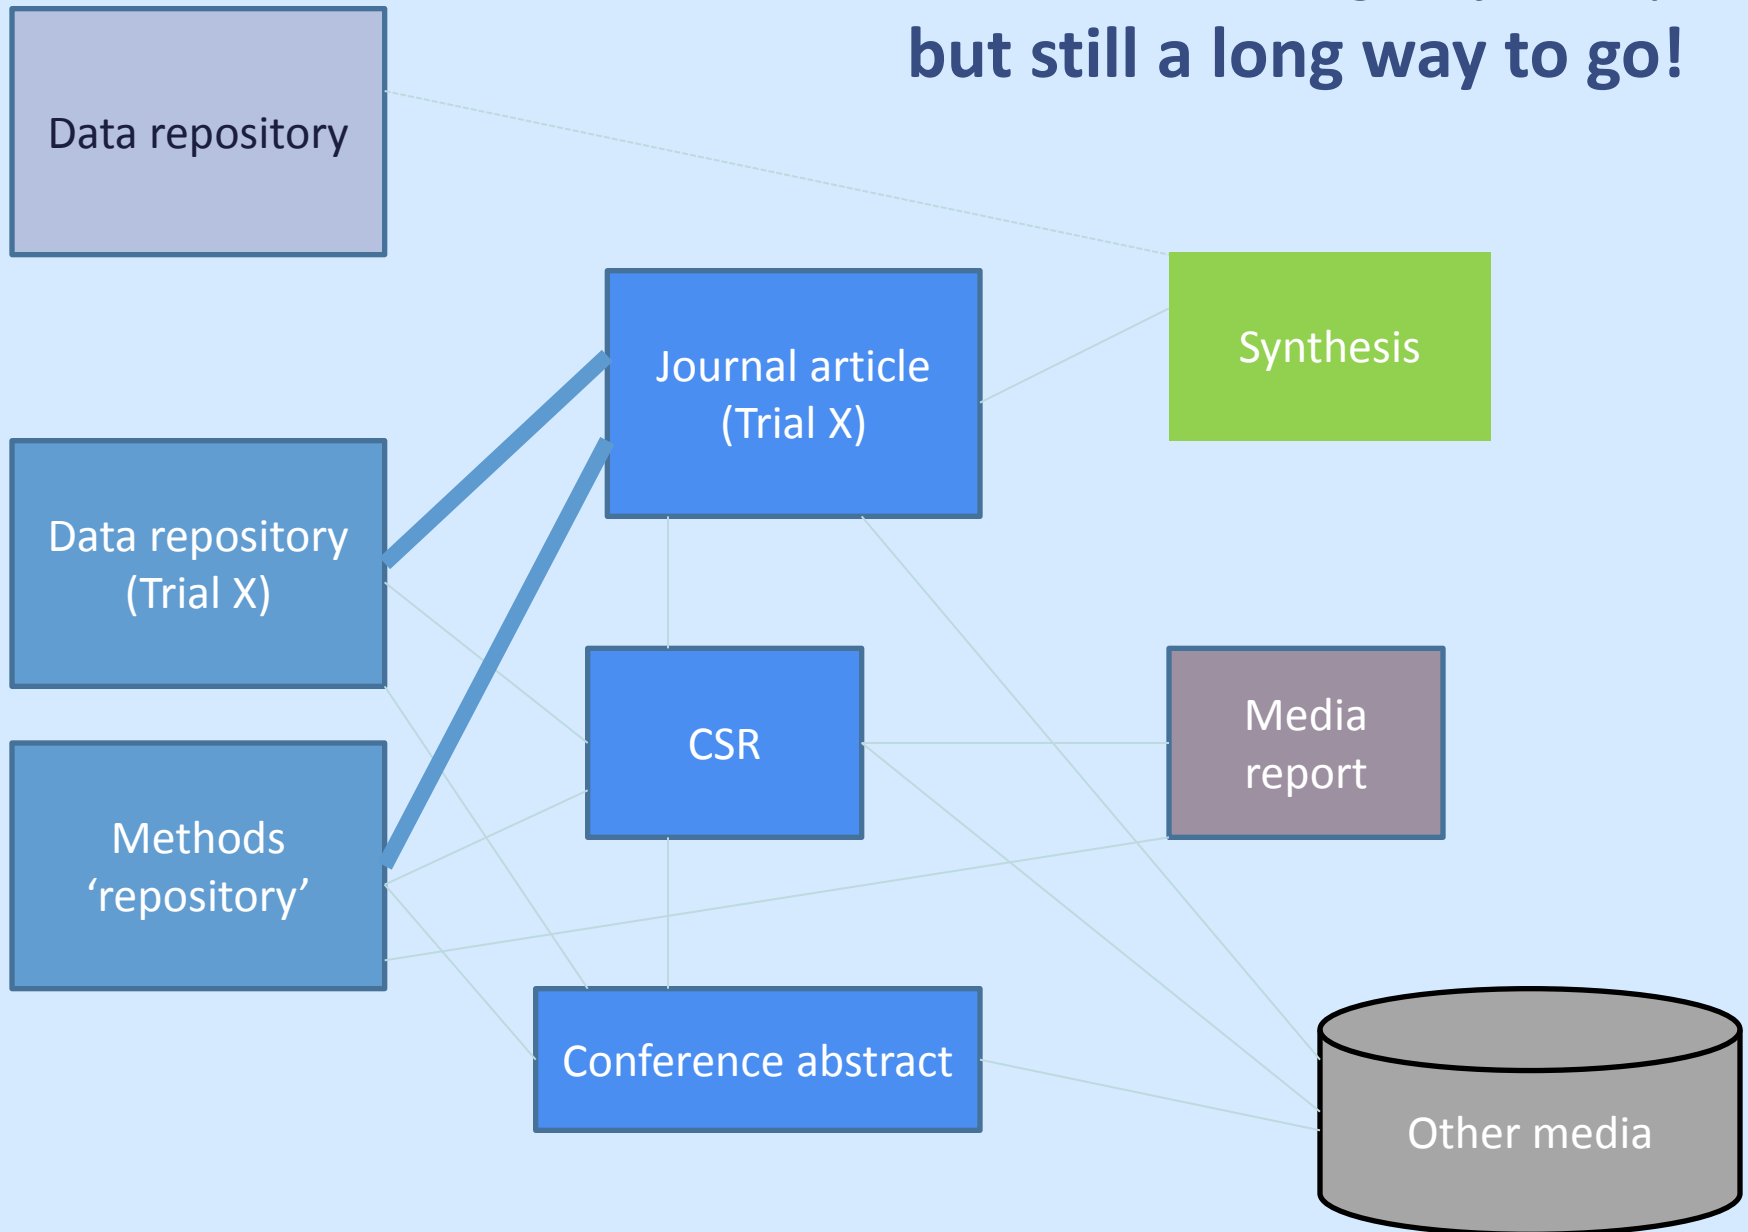 but still a long way to go!
Data repository
Journal article
(Trial X)
Synthesis
Data repository
(Trial X)
CSR
Media
report
Methods
‘repository’
Conference abstract
Other media